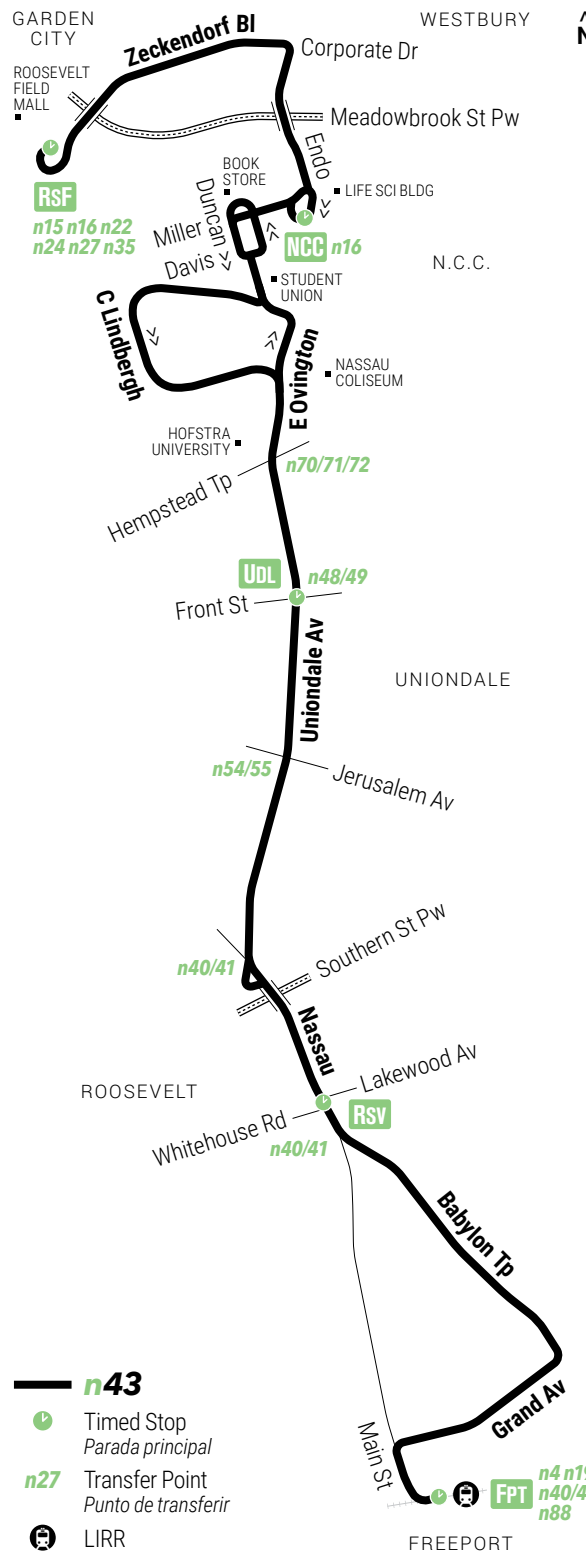 GARDEN
CITY
WESTBURY
N
Zeckendorf Bl
Corporate Dr
ROOSEVELT
FIELD
MALL
Meadowbrook St Pw
Endo
BOOK
STORE
LIFE SCI BLDG
RSF
n15 n16 n22
n24 n27 n35
Duncan
Miller
NCC n16
Davis
N.C.C.
STUDENT
UNION
C Lindbergh
E Ovington
NASSAU
COLISEUM
HOFSTRA
UNIVERSITY
n70/71/72
Hempstead Tp
UDL
n48/49
Front St
Uniondale Av
UNIONDALE
n54/55
Jerusalem Av
n40/41
Southern St Pw
Nassau
ROOSEVELT
Lakewood Av
RSV
Whitehouse Rd
n40/41
Babylon Tp
Grand Av
Main St
n43
Timed Stop
Parada principal
n27 Transfer Point
Punto de transferir
LIRR
FPT
n4 n19
n40/4
n88
FREEPORT